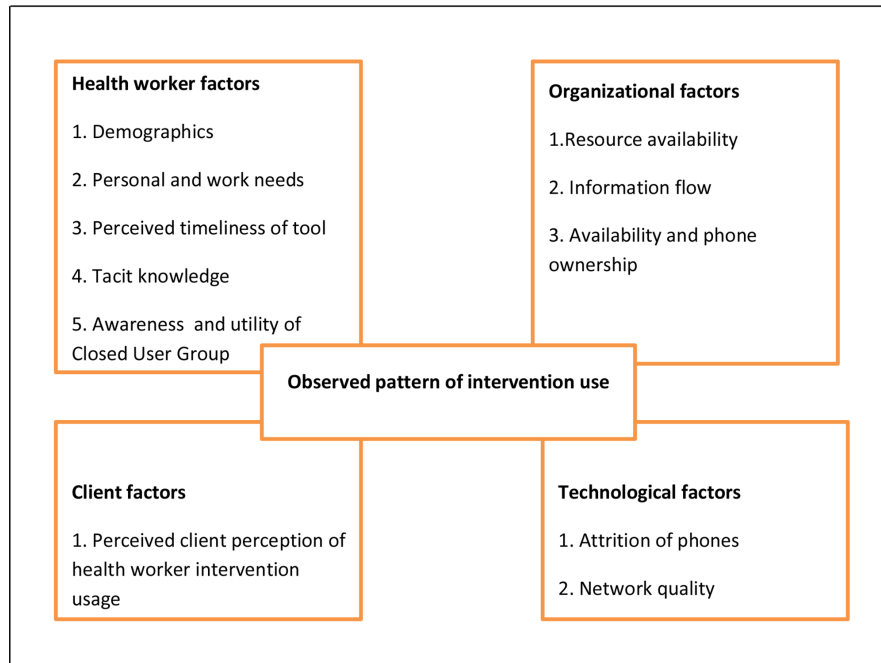 Health worker factors
1. Demographics
2. Personal and work needs
3. Perceived timeliness of tool
4. Tacit knowledge
5. Awareness  and utility of
Closed User Group
Organizational factors
1.Resource availability
2. Information flow
3. Availability and phone
ownership
Observed pattern of intervention use
Client factors
1. Perceived client perception of
health worker intervention
usage
Technological factors
1. Attrition of phones
2. Network quality